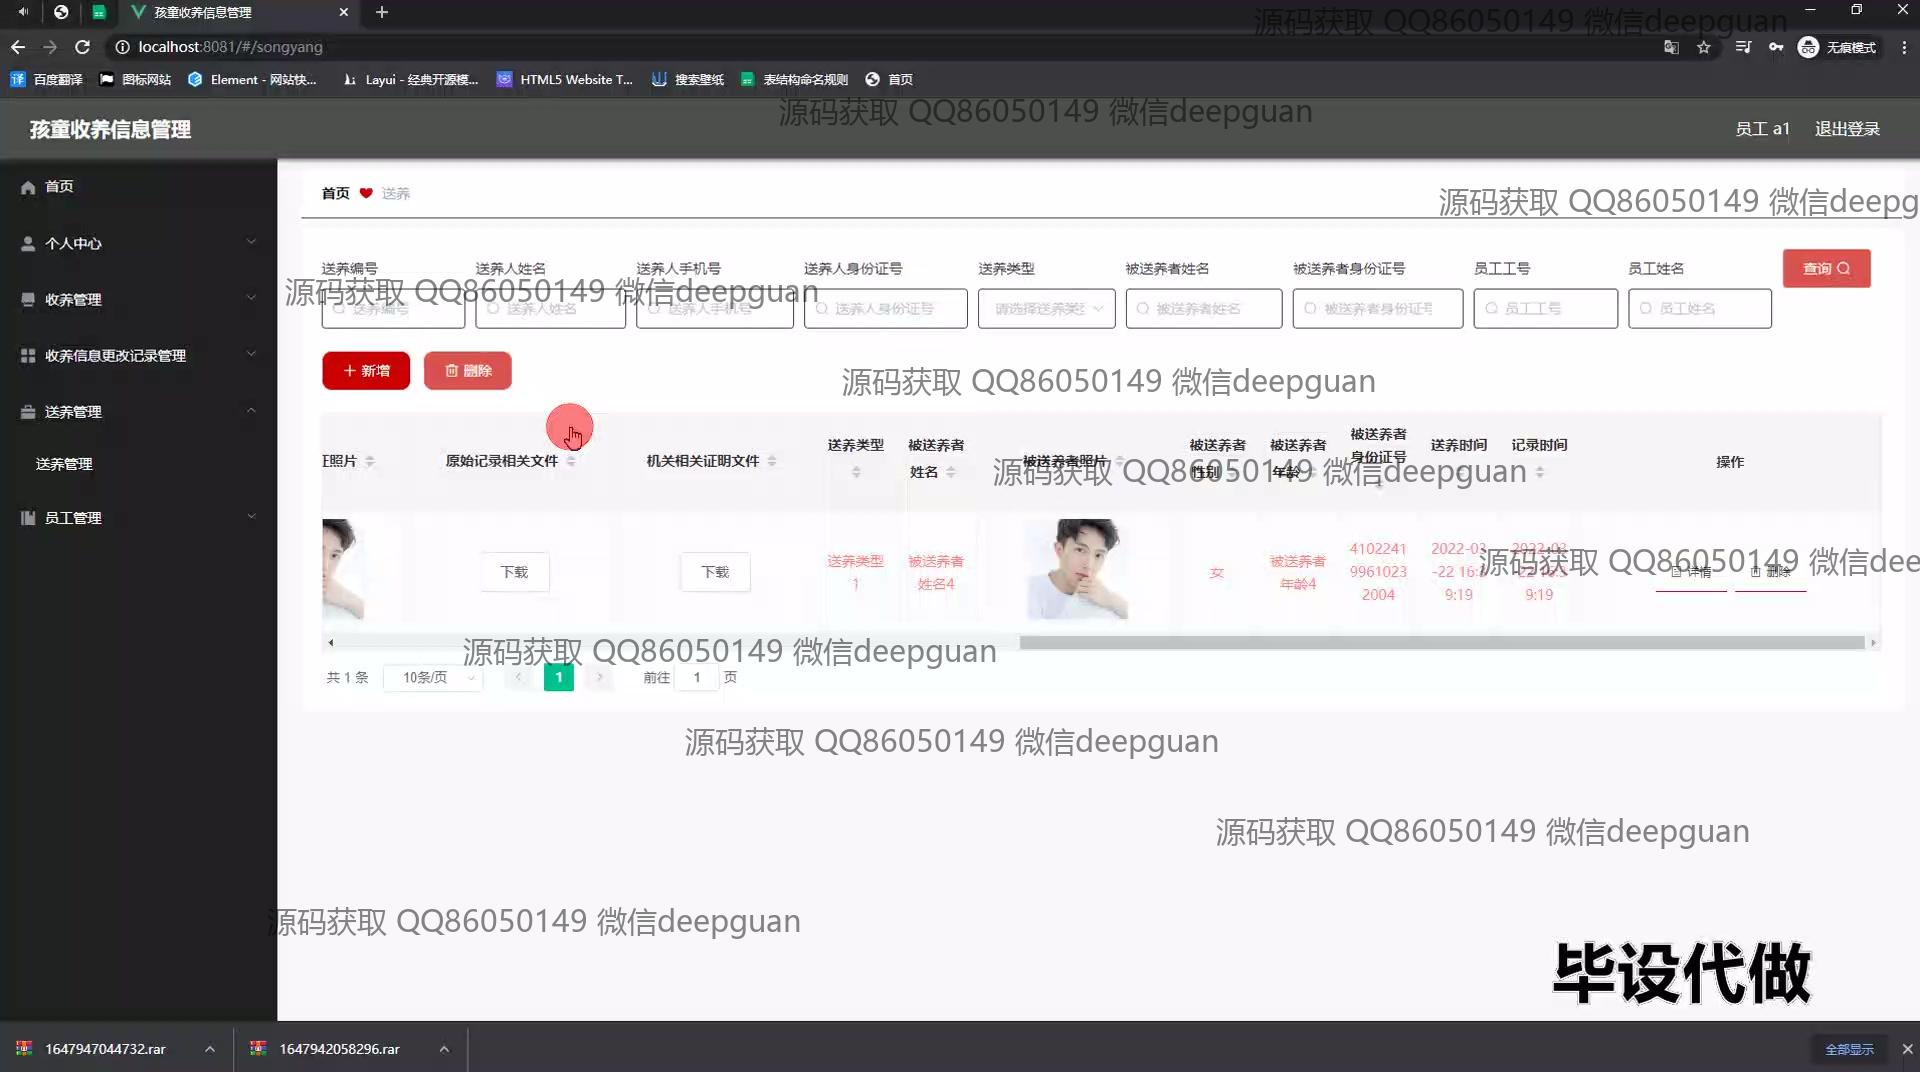 孩童收养信息管理
localhost:8081/#/songyang
无痕模式
百度翻译
图标网站
Element - 网站快...
Layui - 经典开源模...
HTML5 Website T...
搜索壁纸
表结构命名规则
首页
源码获取 QQ86050149 微信deepguan
源码获取 QQ86050149 微信deepguan
孩童收养信息管理
员工 a1
退出登录
首页
个人中心
收养管理
收养信息更改记录管理
送养管理
送养管理
员工管理
首页
送养
源码获取 QQ86050149 微信deepg
送养编号
送养人姓名
送养人手机号
送养人身份证号
送养类型
被送养者姓名
被送养者身份证号
员工工号
员工姓名
查询
源码获取 QQ86050149 微信deepguan
送养编号
送养人姓名
送养人手机号
送养人身份证号
请选择送养类
被送养者姓名
被送养者身份证号
员工工号
员工姓名
新增
删除
源码获取 QQ86050149 微信deepguan
证照片
原始记录相关文件
机关相关证明文件
送养类型
被送养者
姓名
被送养者照片
被送养者
性别
被送养者
年龄
被送养者
身份证号
送养时间
记录时间
操作
源码获取 QQ86050149 微信deepguan
下载
下载
送养类型
1
被送养者
姓名4
女
被送养者
年龄4
4102241
9961023
2004
2022-03
-22 16:3
9:19
2022-03
-22 16:3
9:19
详情
删除
源码获取 QQ86050149 微信dee
源码获取 QQ86050149 微信deepguan
共 1 条
10条/页
1
前往
1
页
源码获取 QQ86050149 微信deepguan
源码获取 QQ86050149 微信deepguan
源码获取 QQ86050149 微信deepguan
毕设代做
1647947044732.rar
1647942058296.rar
全部显示